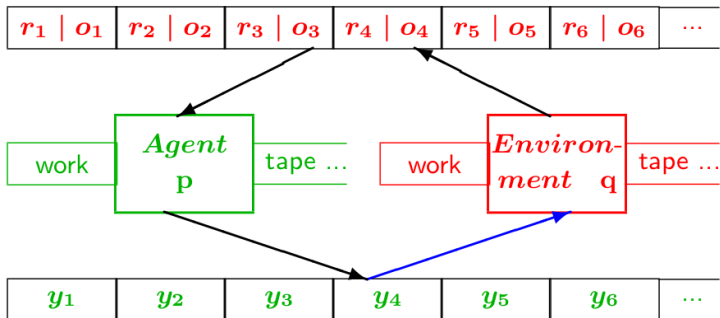 r₁ | o₁ r₂ | o₂ r₃ | o₃ r₄ | o₄ r₅ | o₅ r₆ | o₆ ...
work Agent tape ... work Environ- tape ...
p ment q
y₁ y₂ y₃ y₄ y₅ y₆ ...